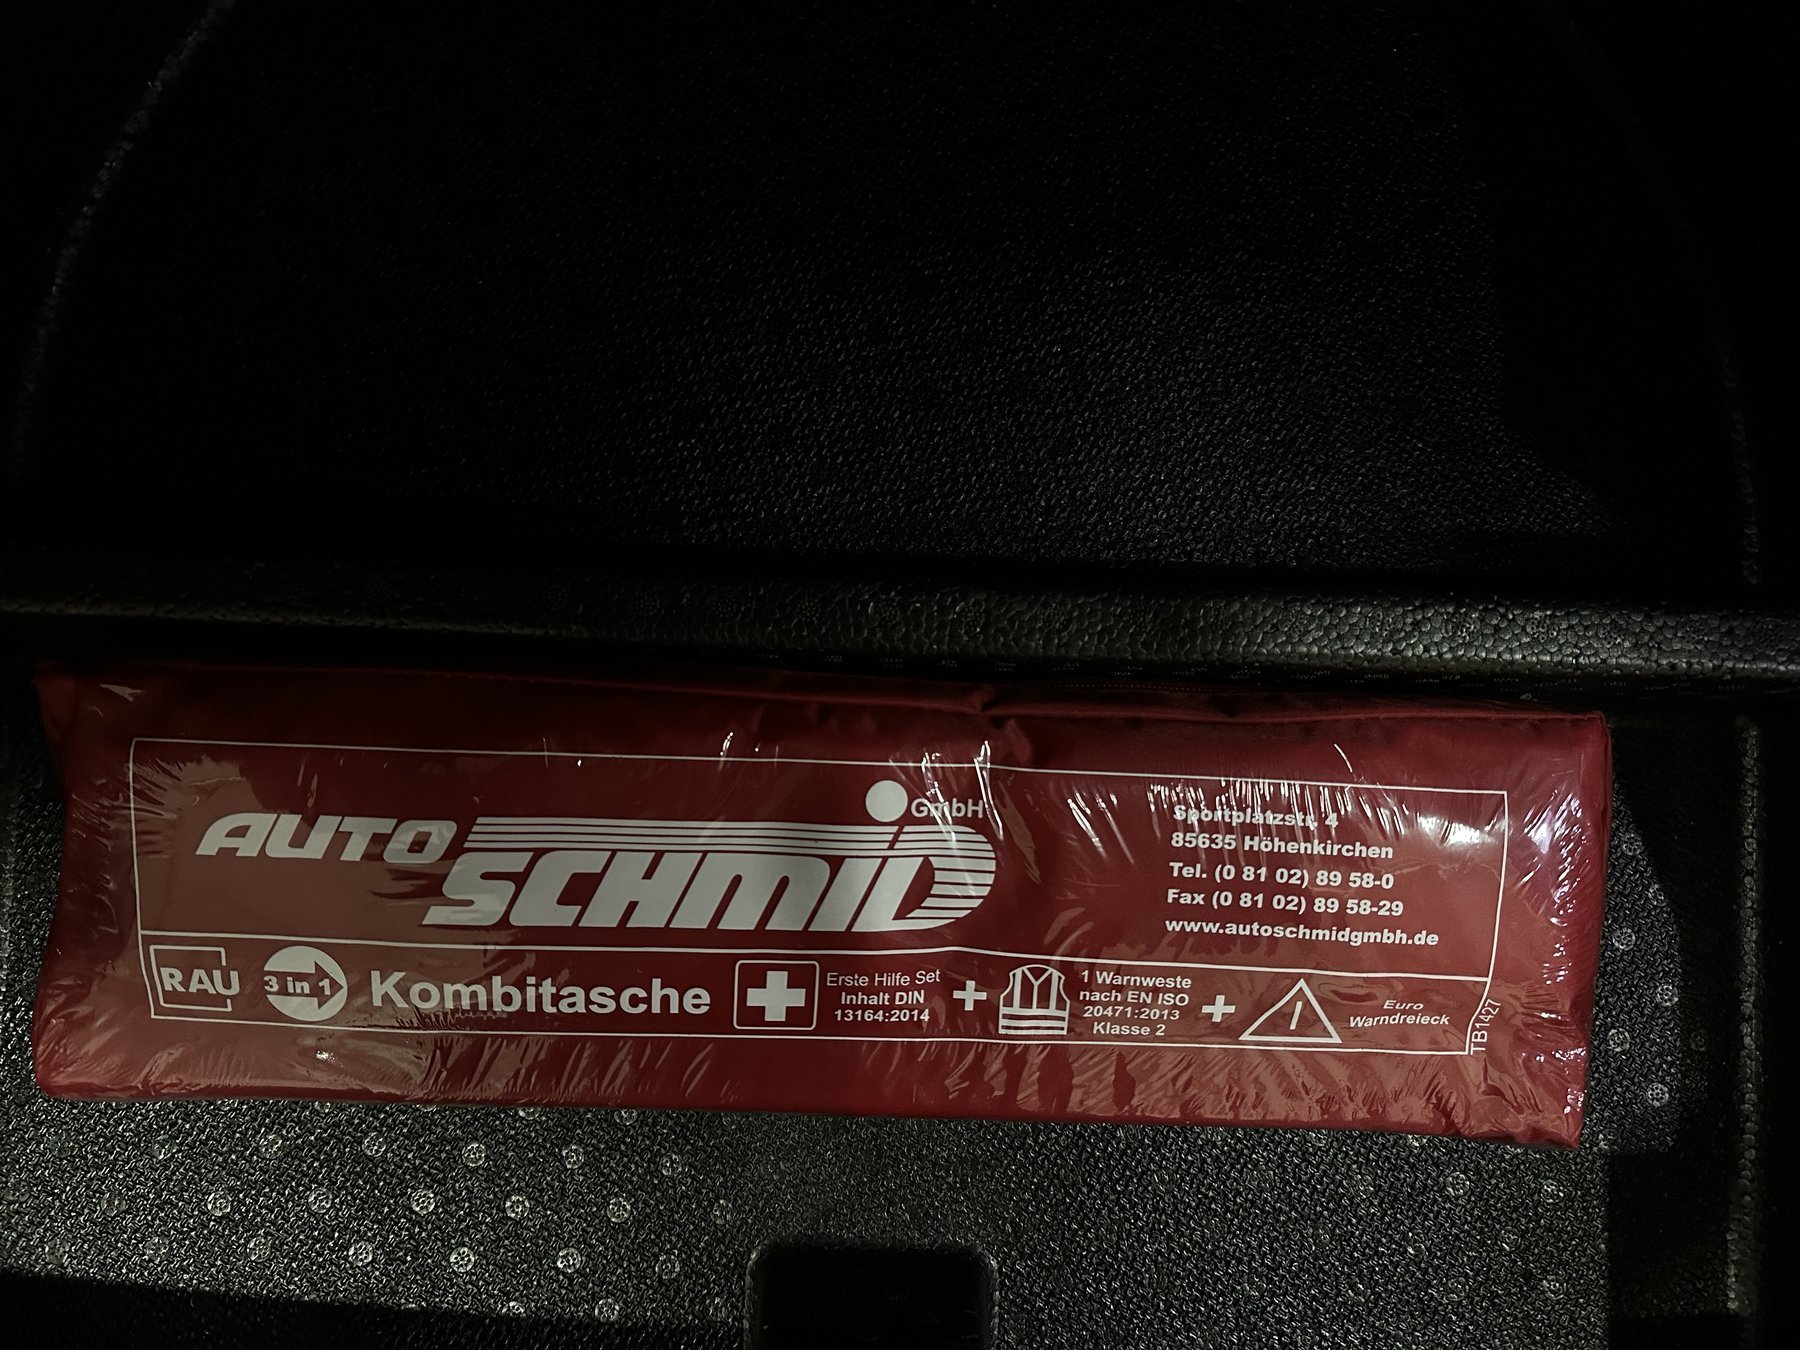 AUTO SCHMID GmbH
Sportplatzstr. 4
85635 Höhenkirchen
Tel. (0 81 02) 89 58-0
Fax (0 81 02) 89 58-29
www.autoschmidgmbh.de
RAU
3 in 1
Kombitasche
Erste Hilfe Set
Inhalt DIN
13164:2014
+
1 Warnweste
nach EN ISO
20471:2013
Klasse 2
+
Euro
Warndreieck
TB1427